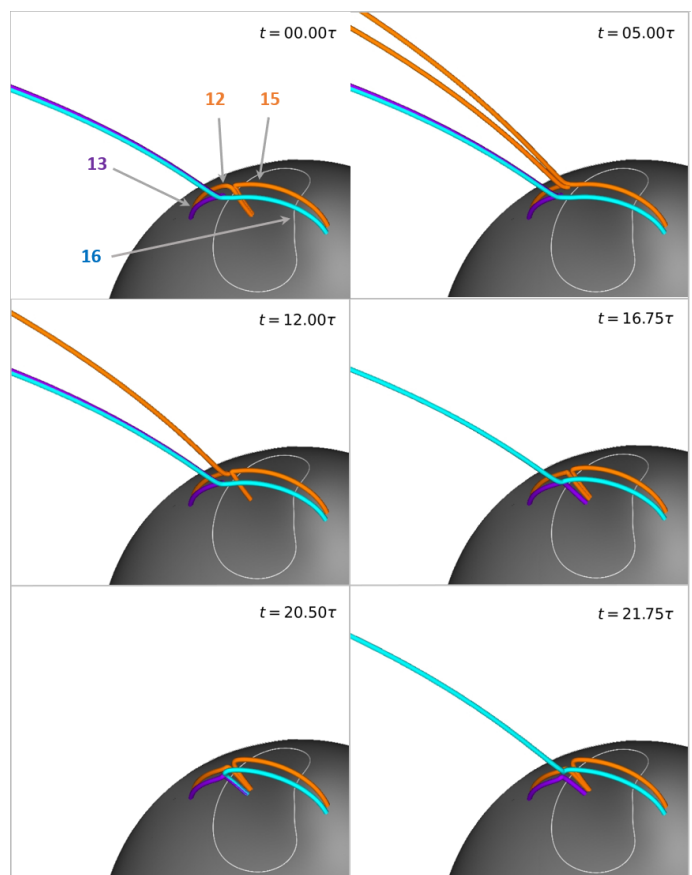 t = 00.00τ
t = 05.00τ
12
15
13
16
t = 12.00τ
t = 16.75τ
t = 20.50τ
t = 21.75τ